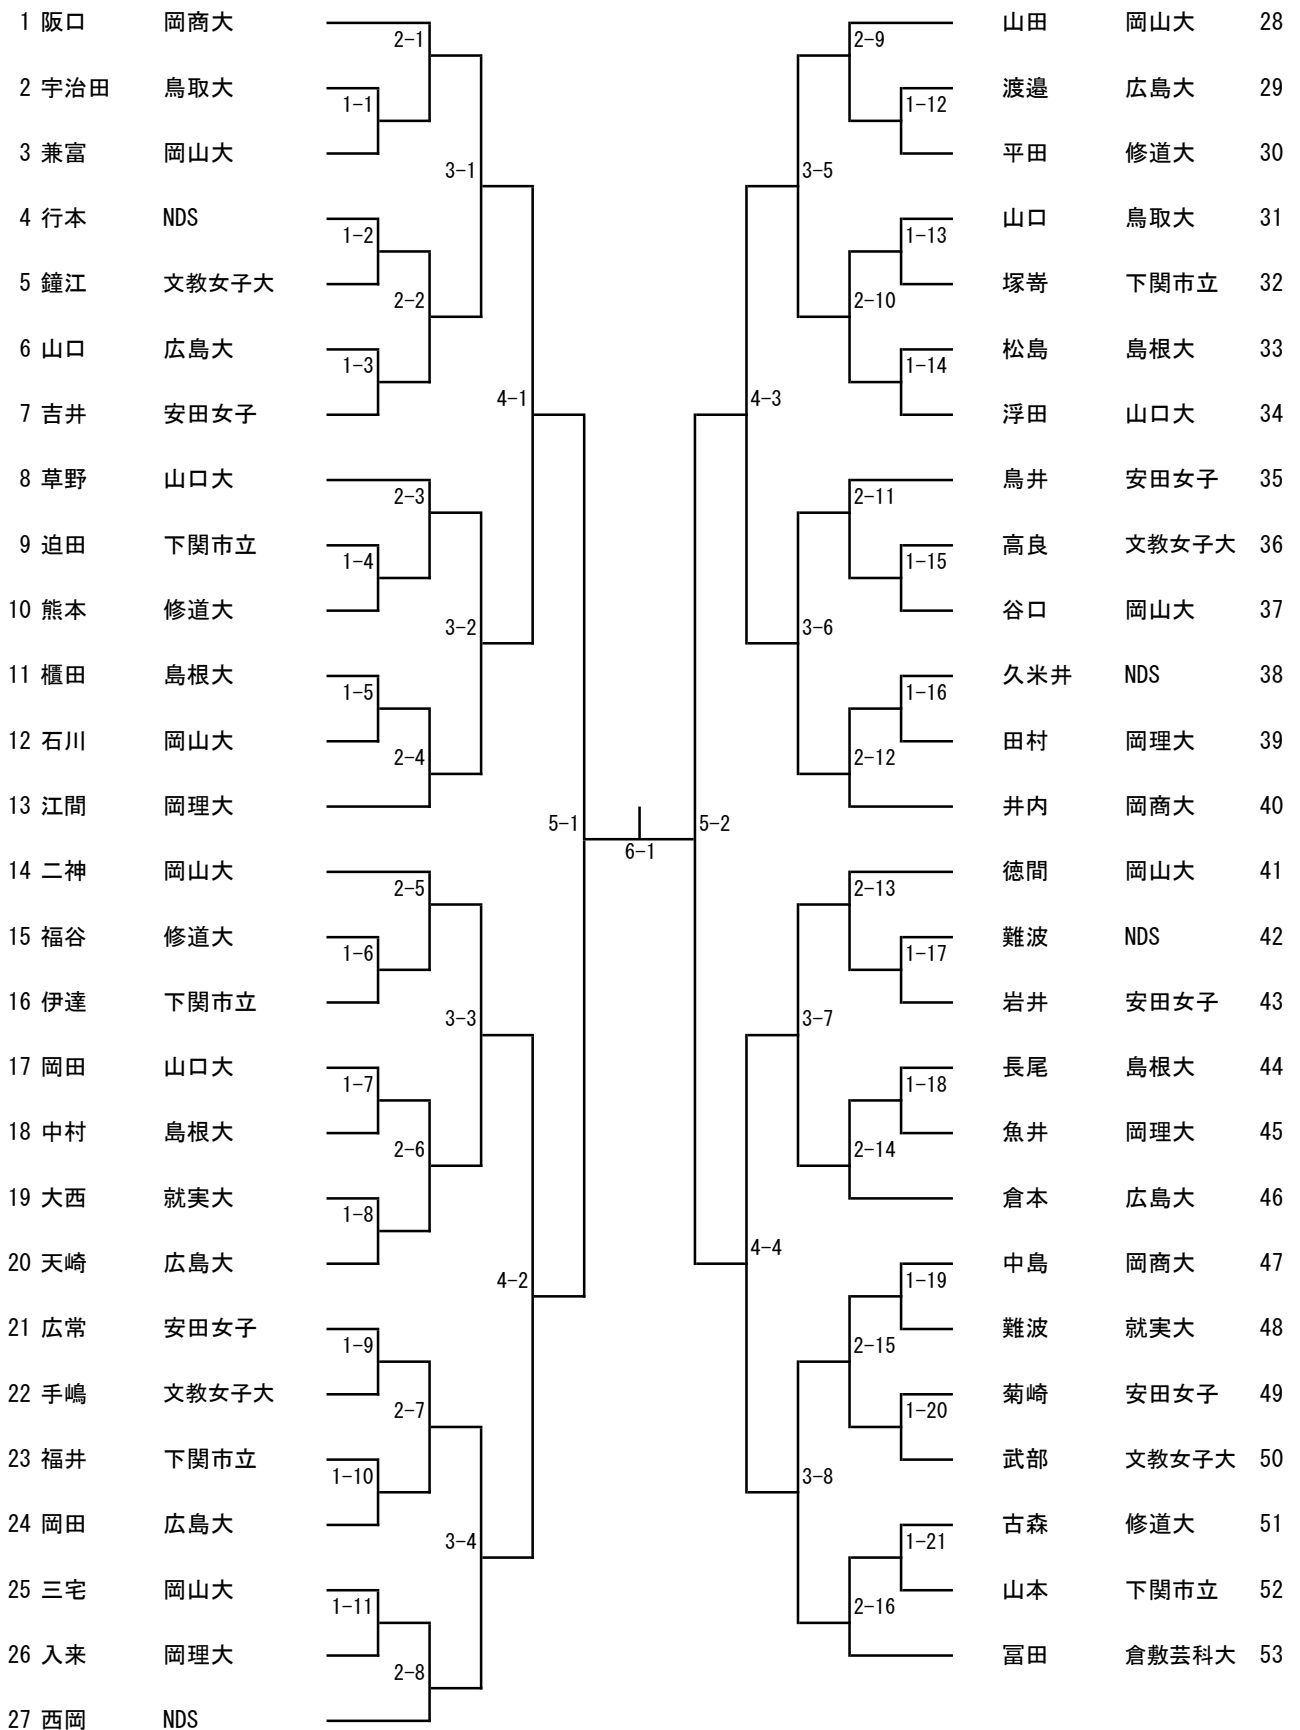 1 阪口 岡商大
2 宇治田 鳥取大
3 兼富 岡山大
4 行本 NDS
5 鐘江 文教女子大
6 山口 広島大
7 吉井 安田女子
8 草野 山口大
9 迫田 下関市立
10 熊本 修道大
11 櫃田 島根大
12 石川 岡山大
13 江間 岡理大
14 二神 岡山大
15 福谷 修道大
16 伊達 下関市立
17 岡田 山口大
18 中村 島根大
19 大西 就実大
20 天崎 広島大
21 広常 安田女子
22 手嶋 文教女子大
23 福井 下関市立
24 岡田 広島大
25 三宅 岡山大
26 入来 岡理大
27 西岡 NDS
2-1
1-1
3-1
1-2
2-2
1-3
4-1
2-3
1-4
3-2
1-5
2-4
5-1
2-5
1-6
3-3
1-7
2-6
1-8
4-2
1-9
2-7
1-10
3-4
1-11
2-8
6-1
2-9
1-12
3-5
1-13
2-10
1-14
4-3
2-11
1-15
3-6
1-16
2-12
5-2
2-13
1-17
3-7
1-18
2-14
4-4
1-19
2-15
1-20
3-8
1-21
2-16
山田 岡山大 28
渡邉 広島大 29
平田 修道大 30
山口 鳥取大 31
塚嵜 下関市立 32
松島 島根大 33
浮田 山口大 34
鳥井 安田女子 35
高良 文教女子大 36
谷口 岡山大 37
久米井 NDS 38
田村 岡理大 39
井内 岡商大 40
徳間 岡山大 41
難波 NDS 42
岩井 安田女子 43
長尾 島根大 44
魚井 岡理大 45
倉本 広島大 46
中島 岡商大 47
難波 就実大 48
菊崎 安田女子 49
武部 文教女子大 50
古森 修道大 51
山本 下関市立 52
冨田 倉敷芸科大 53